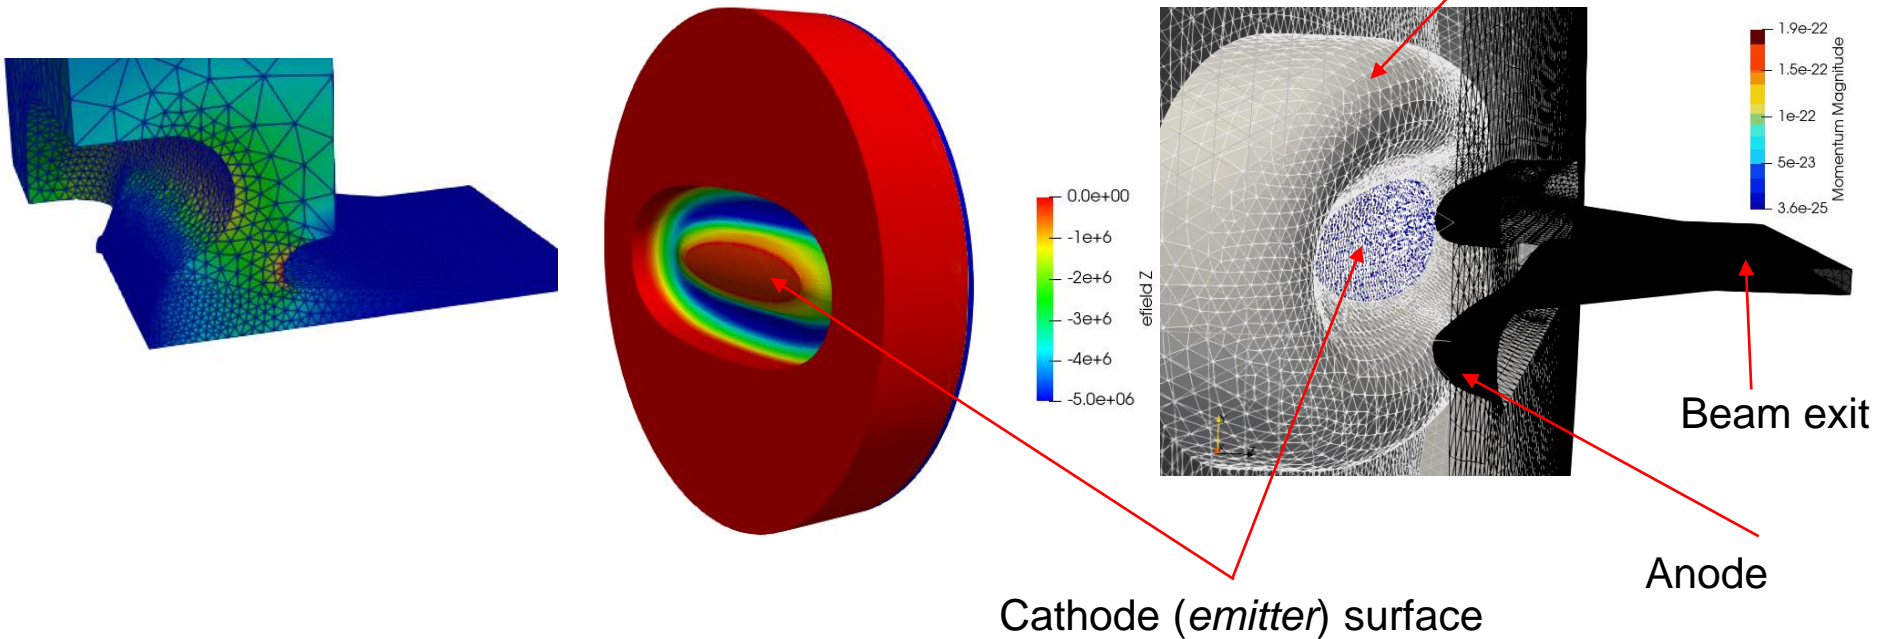 0.0e+00
-1e+6
-2e+6
-3e+6
-4e+6
-5.0e+06
efield Z
1.9e-22
1.5e-22
1e-22
5e-23
3.6e-25
Momentum Magnitude
Beam exit
Anode
Cathode (emitter) surface